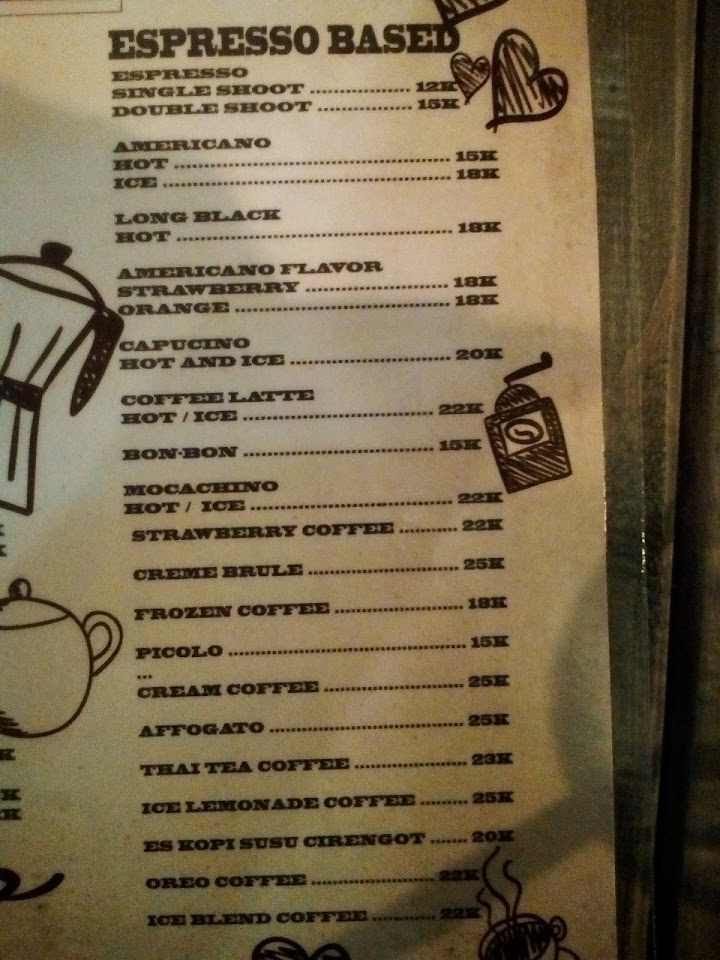 ESPRESSO BASED
ESPRESSO
SINGLE SHOOT .................. 12K
DOUBLE SHOOT .................. 15K
AMERICANO
HOT .................. 15K
ICE .................. 18K
LONG BLACK
HOT .................. 18K
AMERICANO FLAVOR
STRAWBERRY .................. 18K
ORANGE .................. 18K
CAPUCINO
HOT AND ICE .................. 20K
COFFEE LATTE
HOT / ICE .................. 22K
BON-BON .................. 15K
MOCACHINO
HOT / ICE .................. 22K
STRAWBERRY COFFEE .......... 22K
CREME BRULE .................. 25K
FROZEN COFFEE .................. 18K
PICOLO .................. 15K
...
CREAM COFFEE .................. 25K
AFFOGATO .................. 25K
THAI TEA COFFEE .................. 23K
ICE LEMONADE COFFEE ......... 25K
ES KOPI SUSU CIRENGOT ....... 20K
OREO COFFEE .................. 22K
ICE BLEND COFFEE .................. 22K